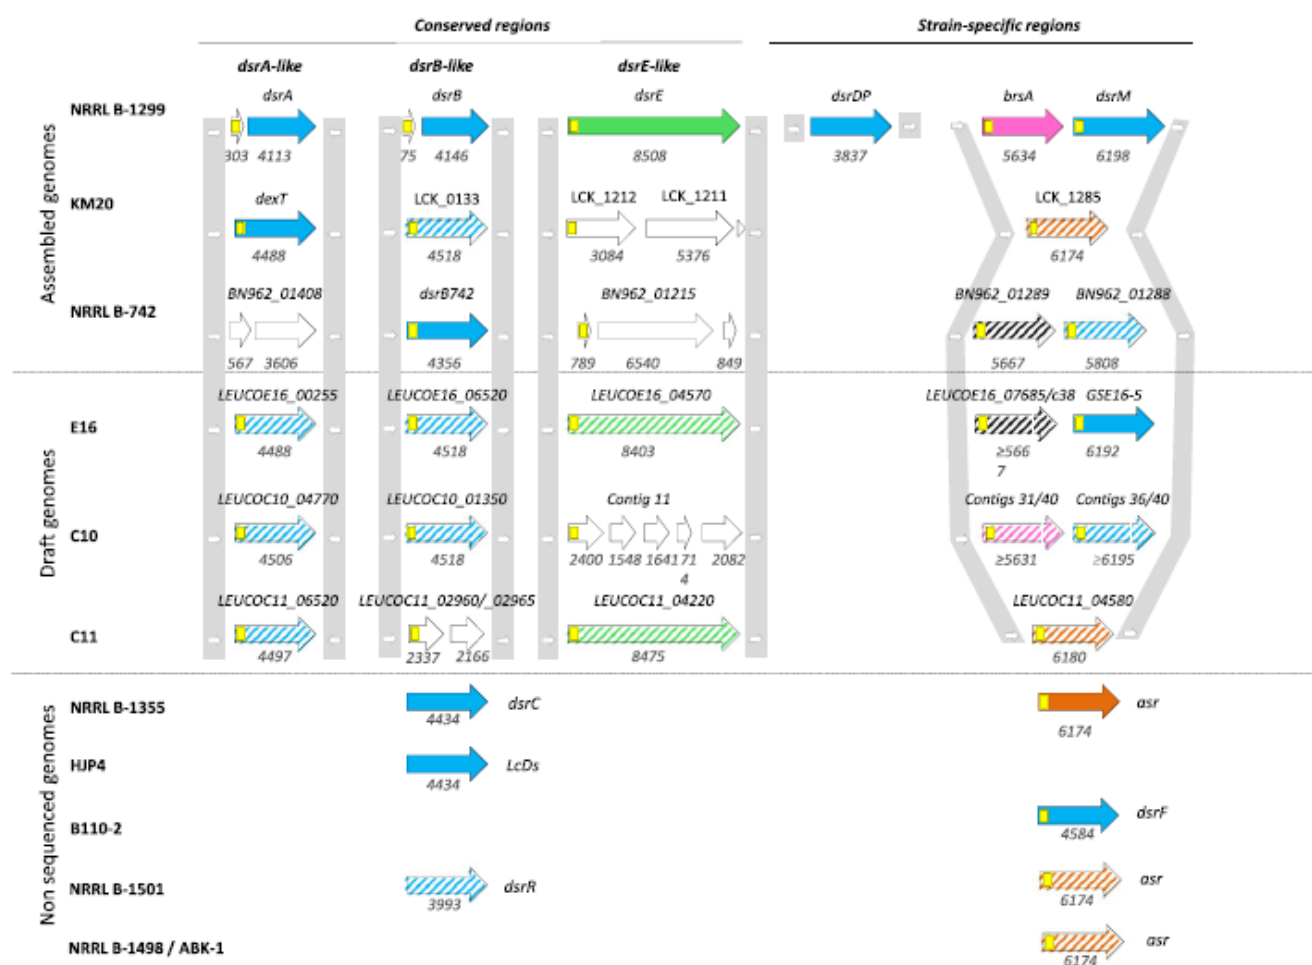 Conserved regions Strain-specific regions
dsrA-like dsrB-like dsrE-like
Assembled genomes
NRRL B-1299
dsrA dsrB dsrE dsrDP brsA dsrM
303 4113 75 4146 8508 3837 5634 6198
KM20
dexT LCK_0133 LCK_1212 LCK_1211 LCK_1285
4488 4518 3084 5376 6174
NRRL B-742
BN962_01408 dsrB742 BN962_01215 BN962_01289 BN962_01288
567 3606 4356 789 6540 849 5667 5808
Draft genomes
E16
LEUCOE16_00255 LEUCOE16_06520 LEUCOE16_04570 LEUCOE16_07685/c38 GSE16-5
4488 4518 8403 ≥566 6192
7
C10
LEUCOC10_04770 LEUCOC10_01350 Contig 11 Contigs 31/40 Contigs 36/40
4506 4518 2400 1548 1641 71 2082 ≥5631 ≥6195
4
C11
LEUCOC11_06520 LEUCOC11_02960/_02965 LEUCOC11_04220 LEUCOC11_04580
4497 2337 2166 8475 6180
Non sequenced genomes
NRRL B-1355 dsrC asr
4434 6174
HJP4 LcDs
4434
B110-2 dsrF
4584
NRRL B-1501 dsrR asr
3993 6174
NRRL B-1498 / ABK-1 asr
6174